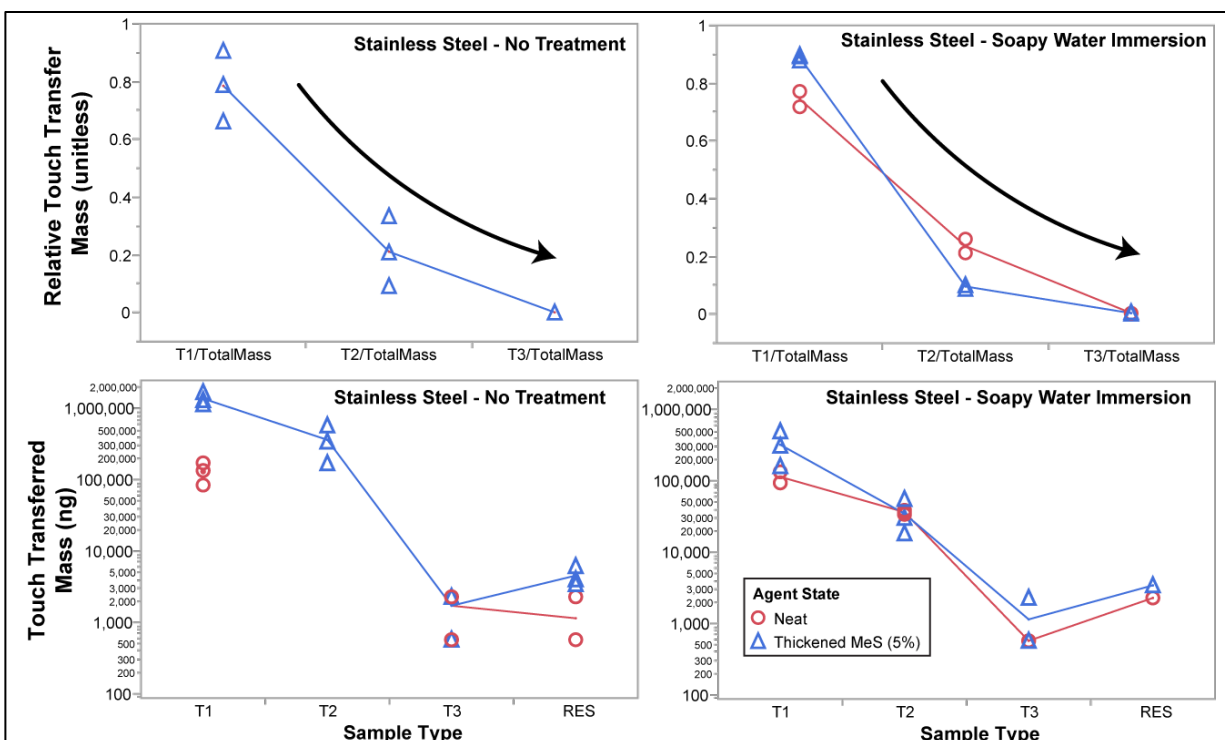 Relative Touch Transfer
Mass (unitless)
Stainless Steel - No Treatment
1
0.8
0.6
0.4
0.2
0
T1/TotalMass
T2/TotalMass
T3/TotalMass
Stainless Steel - Soapy Water Immersion
1
0.8
0.6
0.4
0.2
0
T1/TotalMass
T2/TotalMass
T3/TotalMass
Touch Transferred
Mass (ng)
Stainless Steel - No Treatment
2,000,000
1,000,000
500,000
300,000
200,000
100,000
50,000
30,000
20,000
10,000
5,000
3,000
2,000
1,000
500
300
200
100
T1
T2
T3
RES
Sample Type
Stainless Steel - Soapy Water Immersion
2,000,000
1,000,000
500,000
300,000
200,000
100,000
50,000
30,000
20,000
10,000
5,000
3,000
2,000
1,000
500
300
200
100
Agent State
Neat
Thickened MeS (5%)
T1
T2
T3
RES
Sample Type